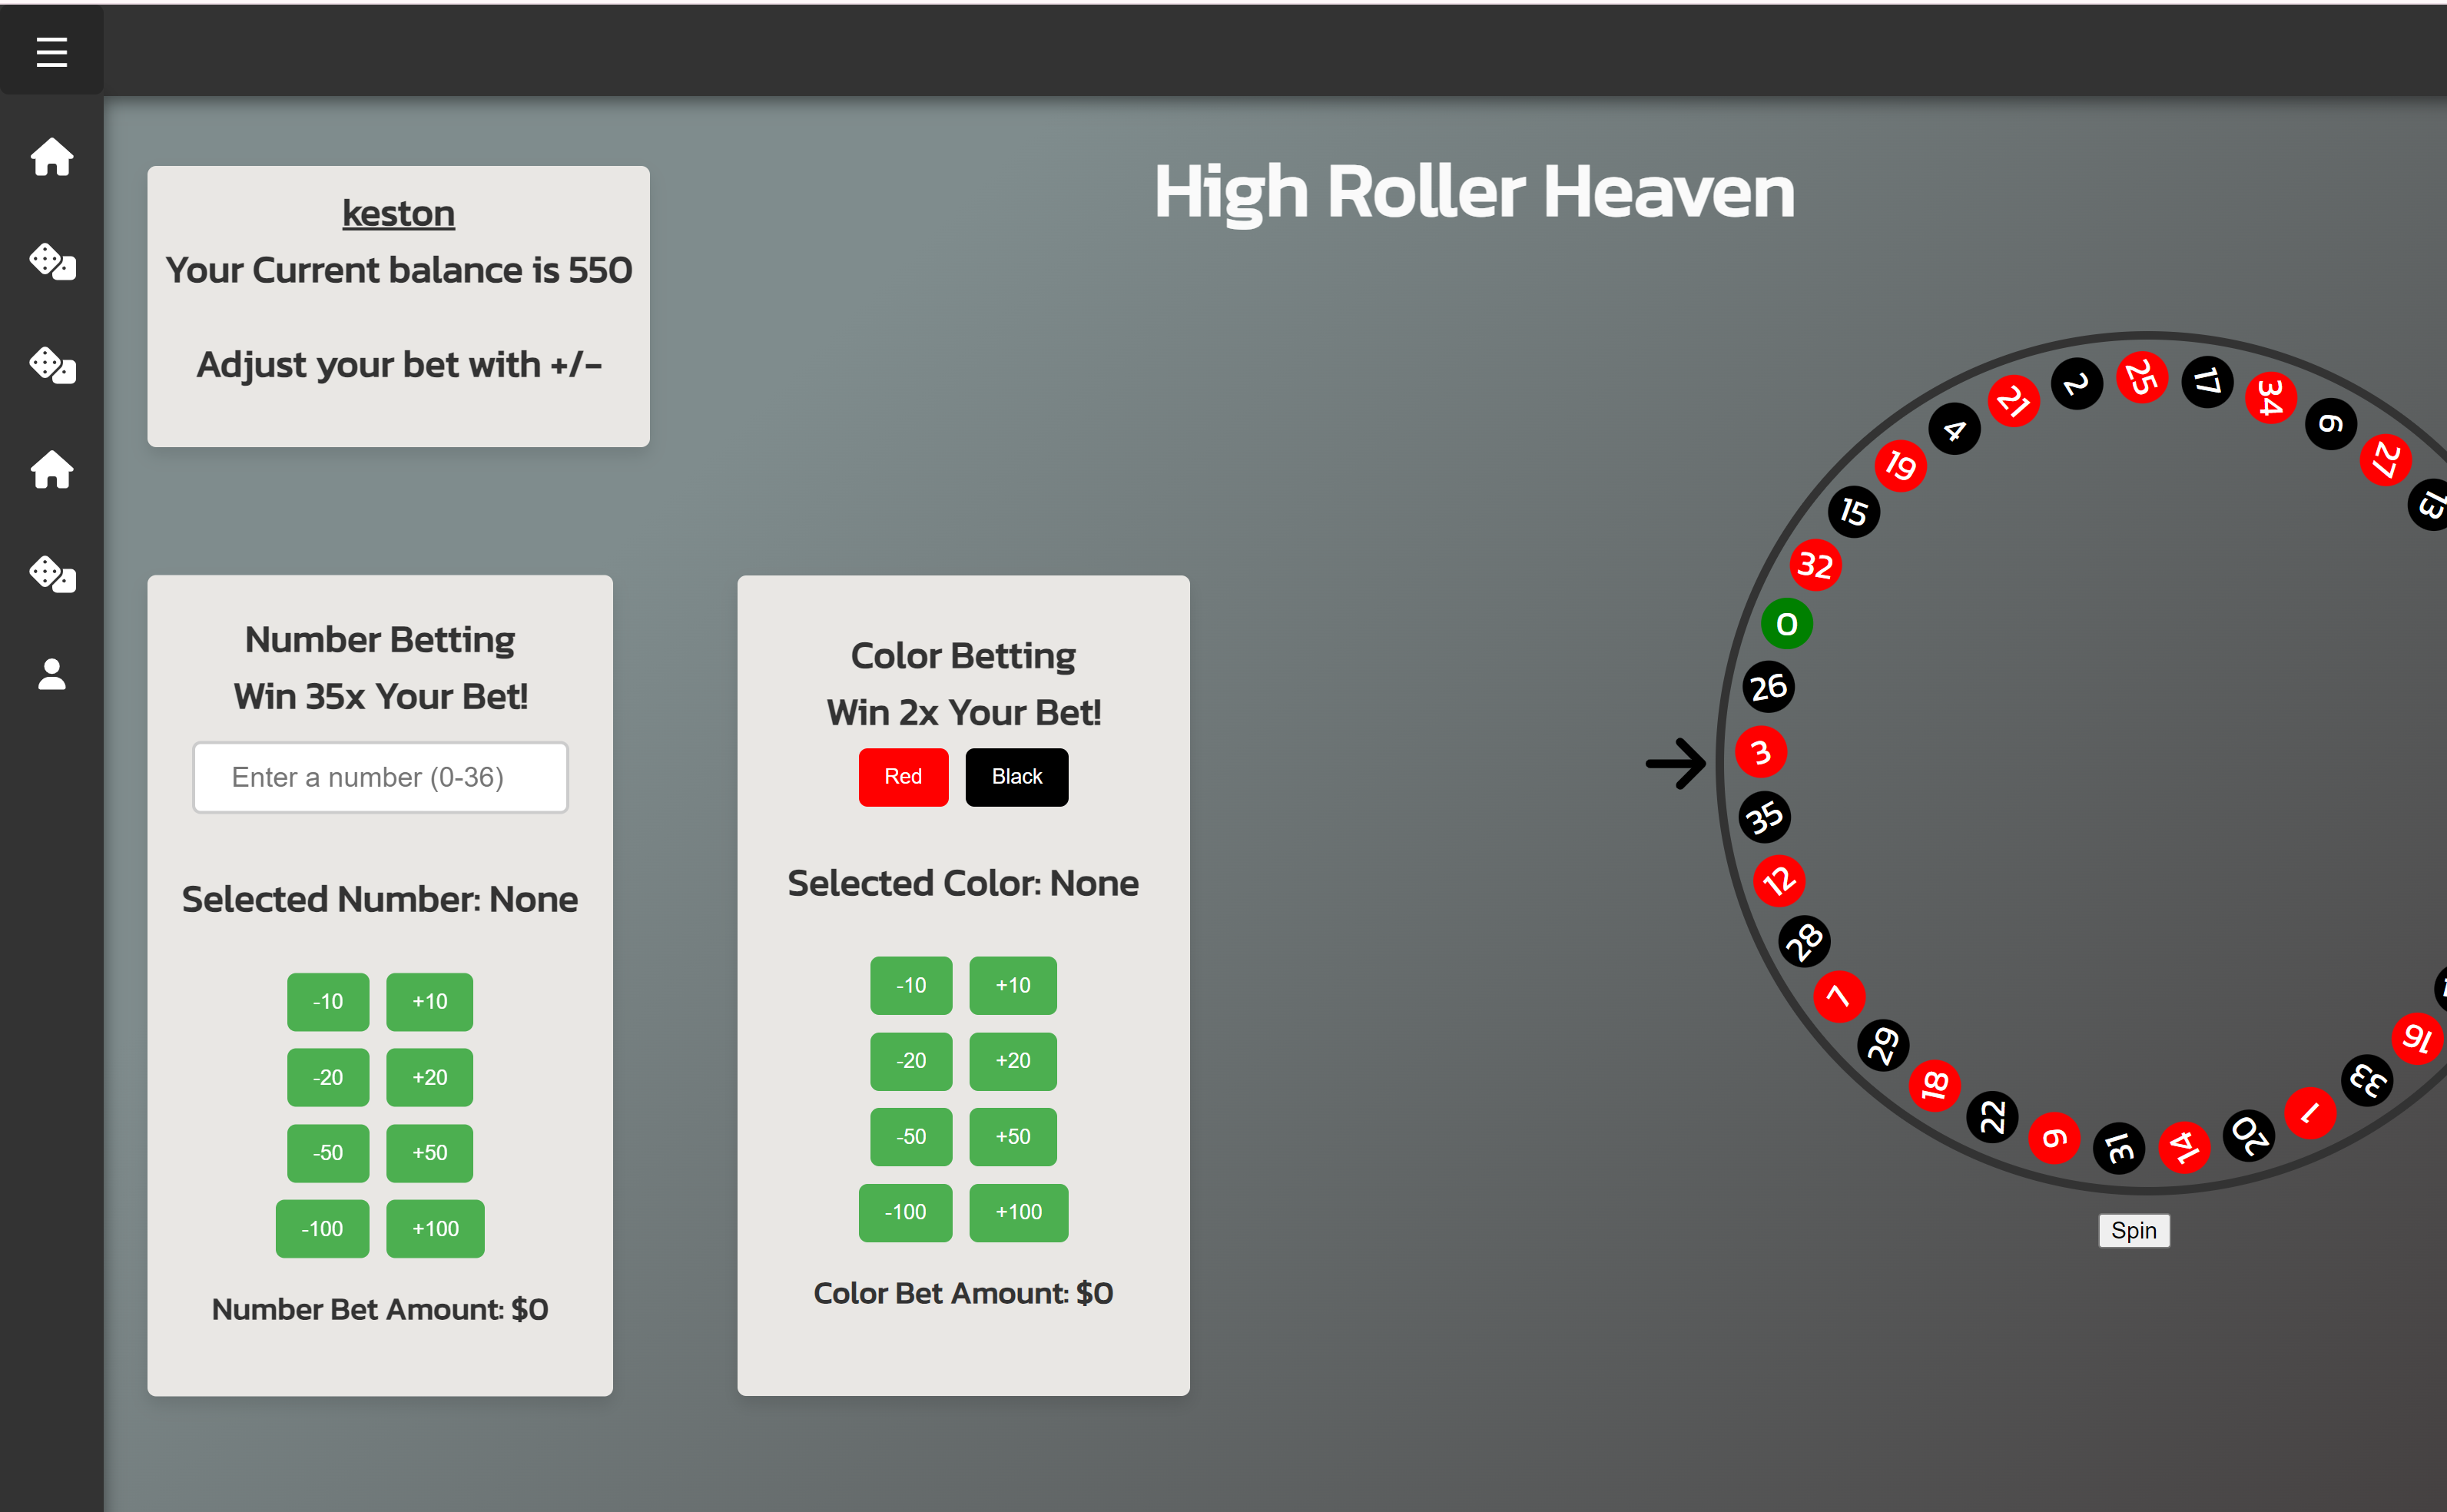 High Roller Heaven
keston
Your Current balance is 550
Adjust your bet with +/-
Number Betting
Win 35x Your Bet!
Enter a number (0-36)
Selected Number: None
-10 +10
-20 +20
-50 +50
-100 +100
Number Bet Amount: $0
Color Betting
Win 2x Your Bet!
Red Black
Selected Color: None
-10 +10
-20 +20
-50 +50
-100 +100
Color Bet Amount: $0
0
32
15
19
4
21
2
25
17
34
6
27
13
16
33
1
20
14
31
9
22
18
29
7
28
12
35
3
26
Spin